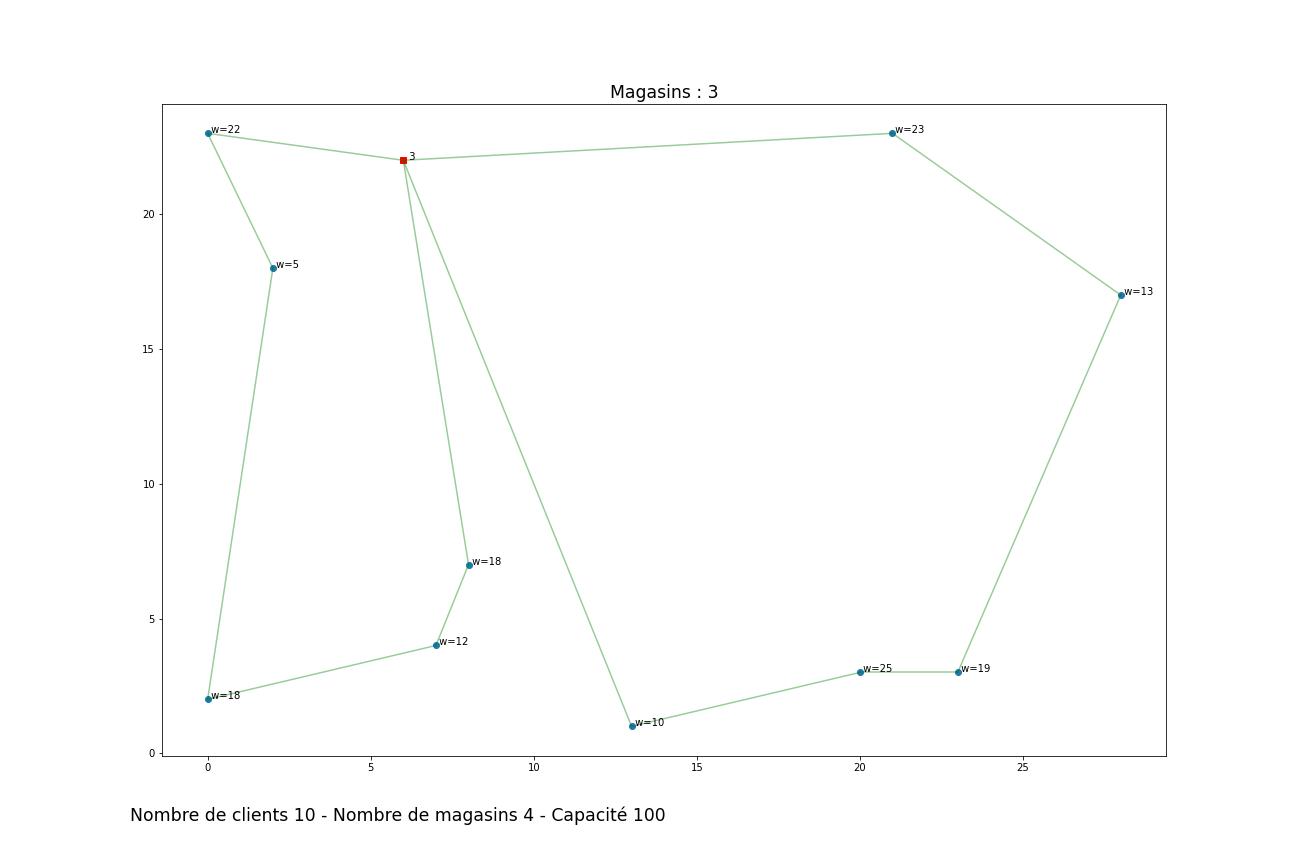 Magasins : 3
w=22
w=23
3
20
w=5
w=13
15
10
w=18
5
w=12
w=25
w=19
w=18
w=10
0
0
5
10
15
20
25
Nombre de clients 10 - Nombre de magasins 4 - Capacité 100